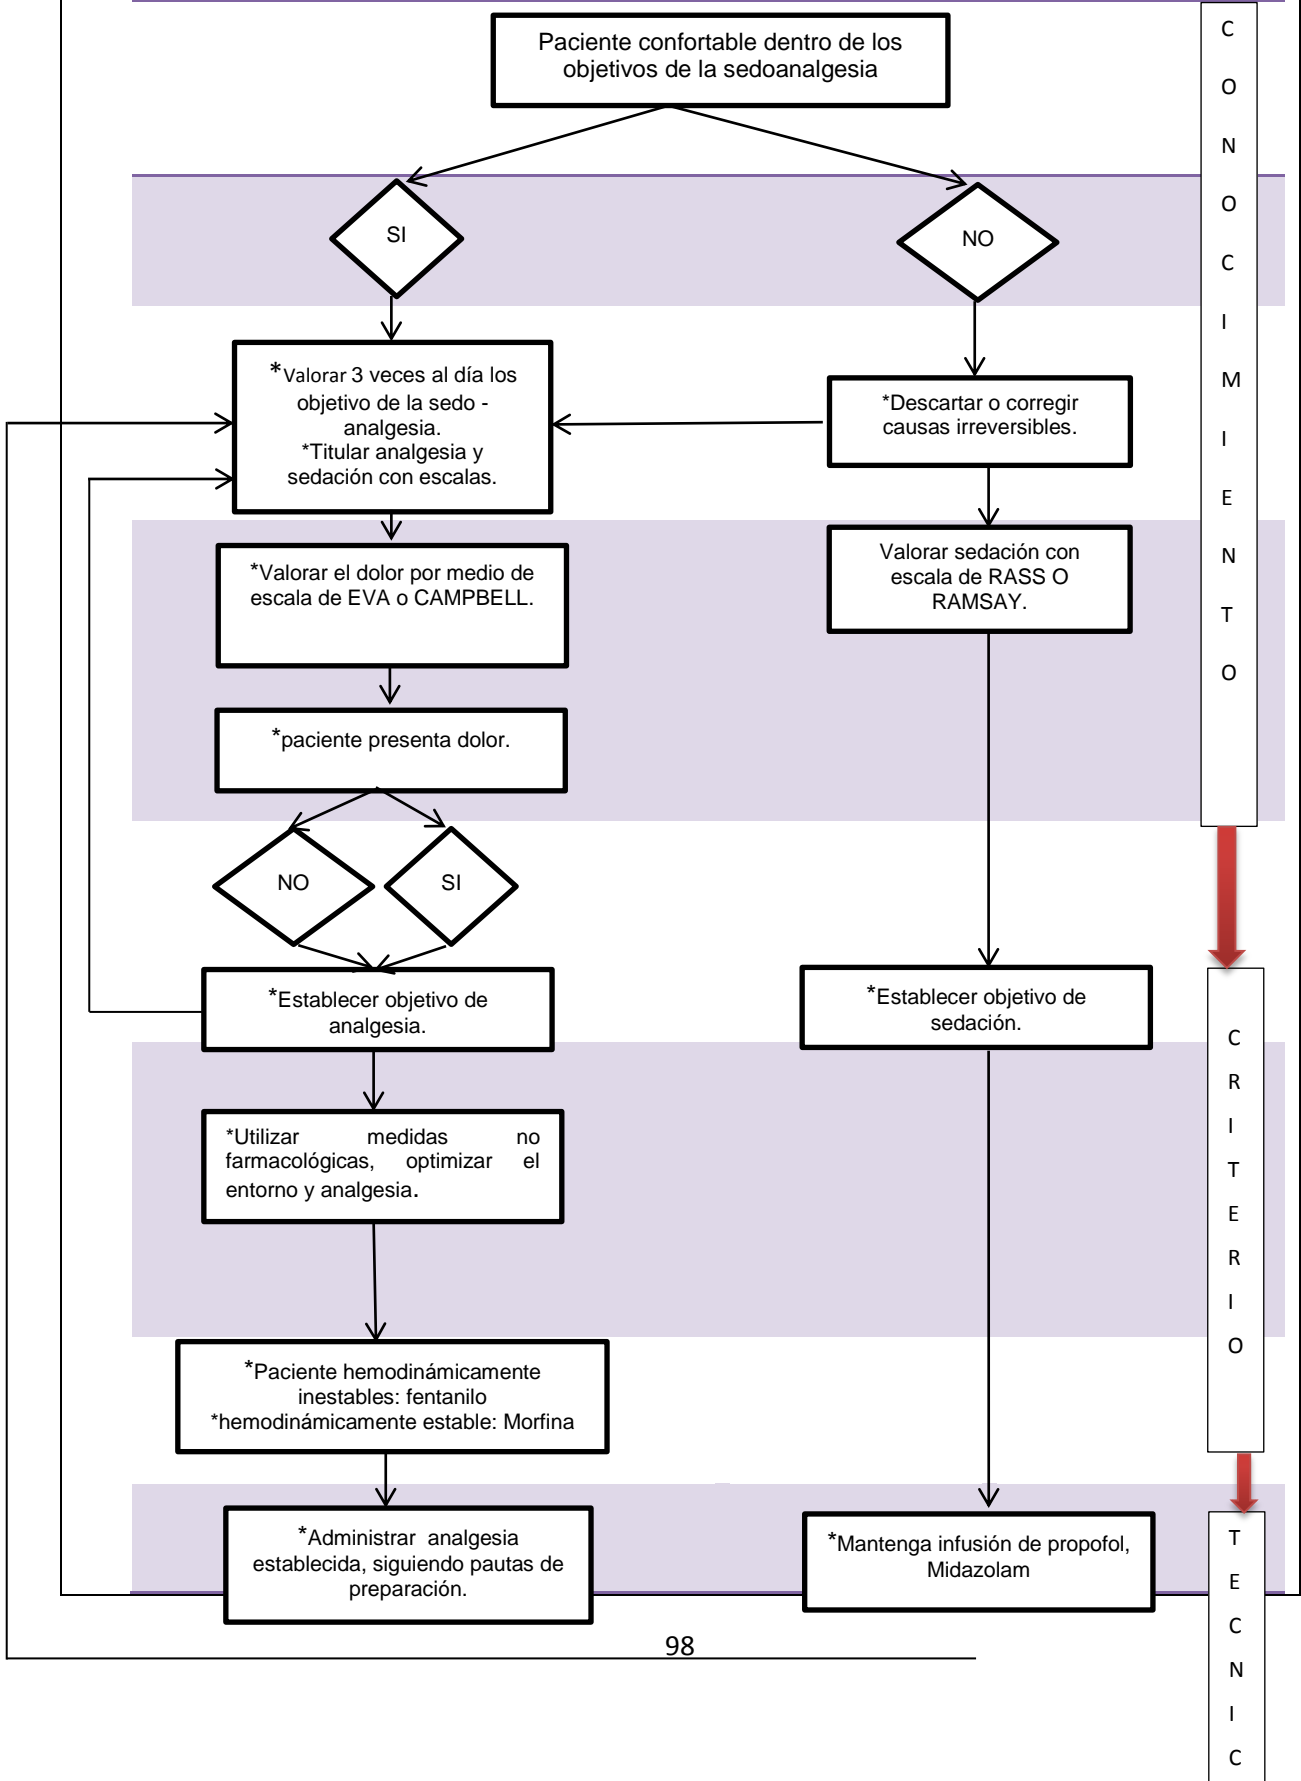 Paciente confortable dentro de los
objetivos de la sedoanalgesia
SI
NO
*Valorar 3 veces al día los
objetivo de la sedo -
analgesia.
*Titular analgesia y
sedación con escalas.
*Descartar o corregir
causas irreversibles.
*Valorar el dolor por medio de
escala de EVA o CAMPBELL.
Valorar sedación con
escala de RASS O
RAMSAY.
*paciente presenta dolor.
NO
SI
*Establecer objetivo de
analgesia.
*Establecer objetivo de
sedación.
*Utilizar medidas no
farmacológicas, optimizar el
entorno y analgesia.
*Paciente hemodinámicamente
inestables: fentanilo
*hemodinámicamente estable: Morfina
*Administrar analgesia
establecida, siguiendo pautas de
preparación.
*Mantenga infusión de propofol,
Midazolam
98
C
O
N
O
C
I
M
I
E
N
T
O
C
R
I
T
E
R
I
O
T
E
C
N
I
C